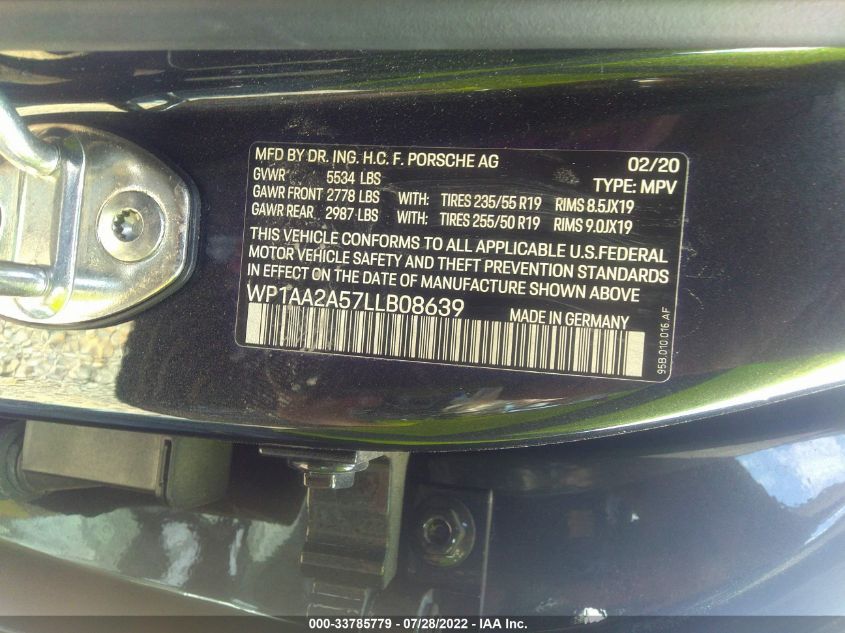 MFD BY DR. ING. H.C. F. PORSCHE AG 02/20
GVWR 5534 LBS TYPE: MPV
GAWR FRONT 2778 LBS WITH: TIRES 235/55 R19 RIMS 8.5JX19
GAWR REAR 2987 LBS WITH: TIRES 255/50 R19 RIMS 9.0JX19
THIS VEHICLE CONFORMS TO ALL APPLICABLE U.S.FEDERAL
MOTOR VEHICLE SAFETY AND THEFT PREVENTION STANDARDS
IN EFFECT ON THE DATE OF MANUFACTURE SHOWN ABOVE
WP1AA2A57LLB08639 MADE IN GERMANY
95B.010.016.AF
000-33785779 / 07/28/2022 - IAA Inc.